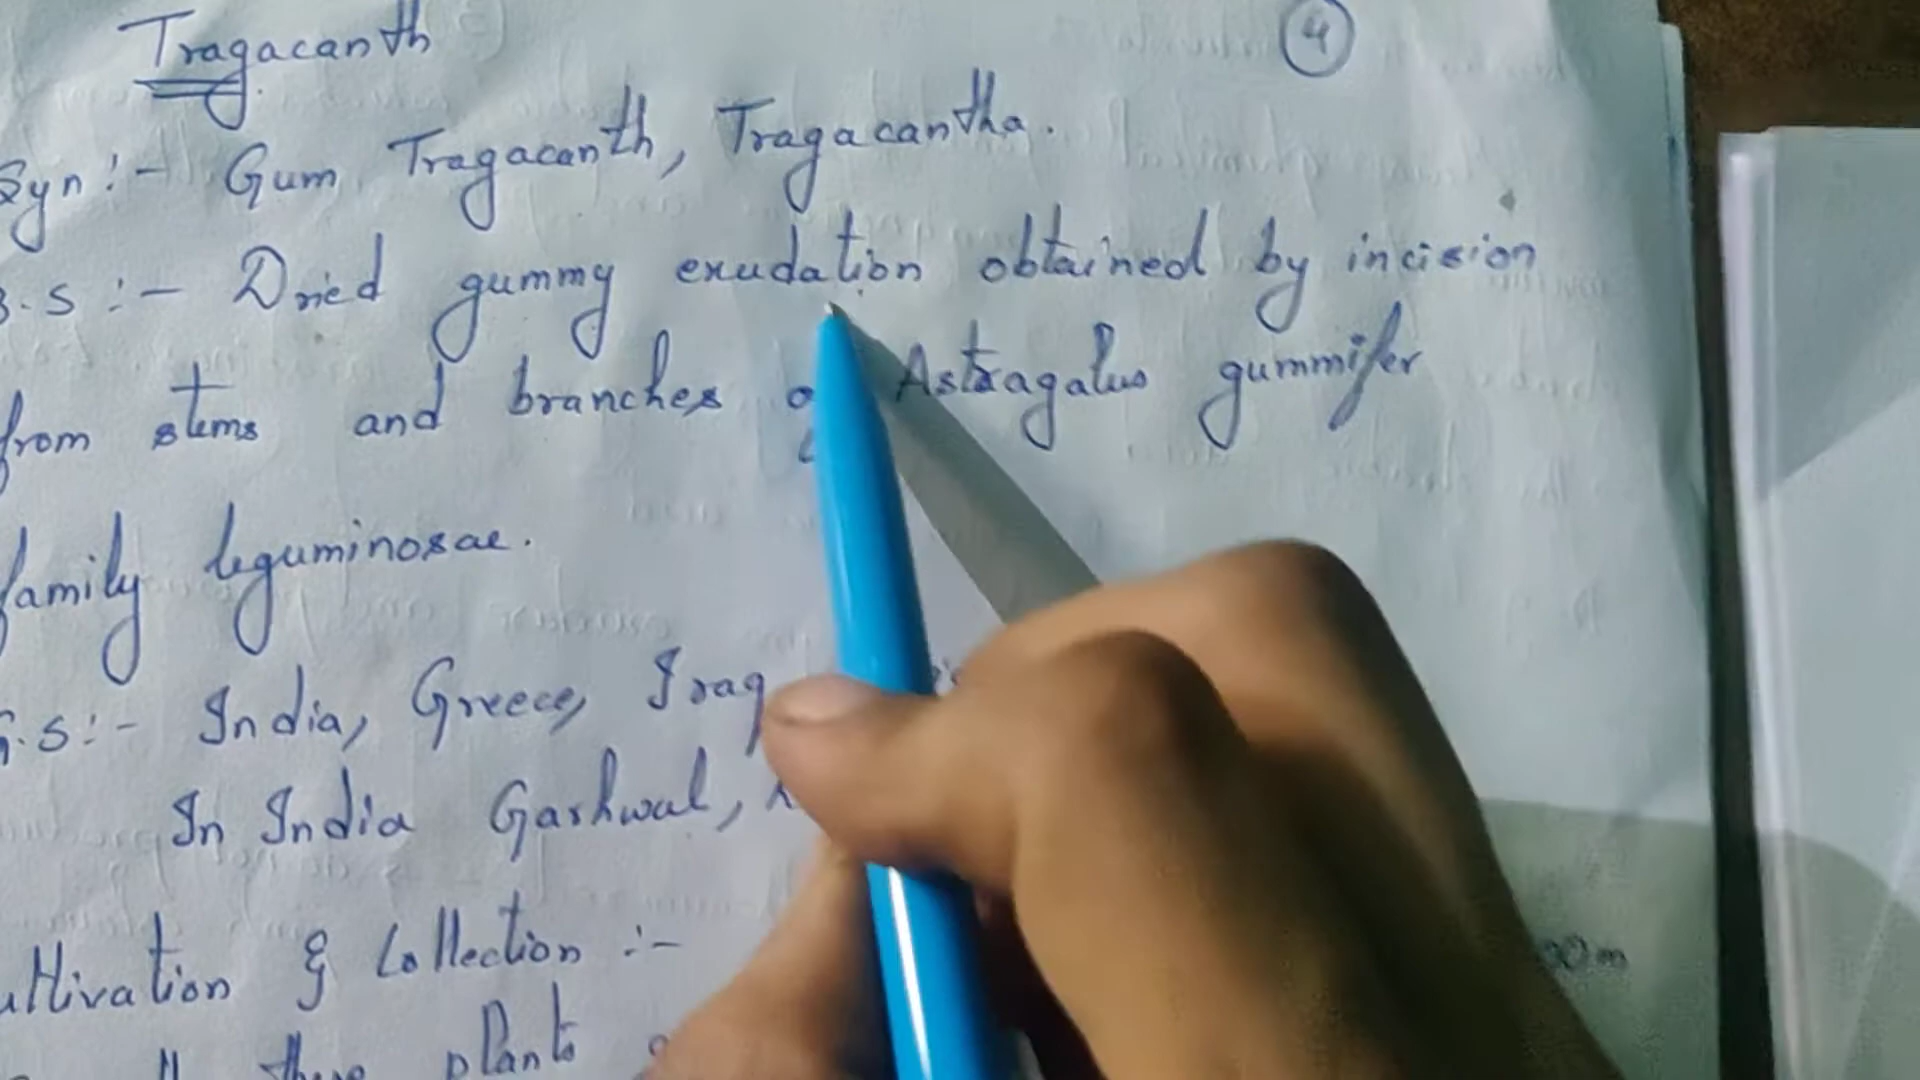 Tragacanth
4
Syn :- Gum Tragacanth, Tragacantha.
B.S :- Dried gummy exudation obtained by incision
from stems and branches Astragalus gummifer
family leguminosae.
G.S :- India, Greece, Iraq
In India Garhwal,
Cultivation & Collection :-
plants